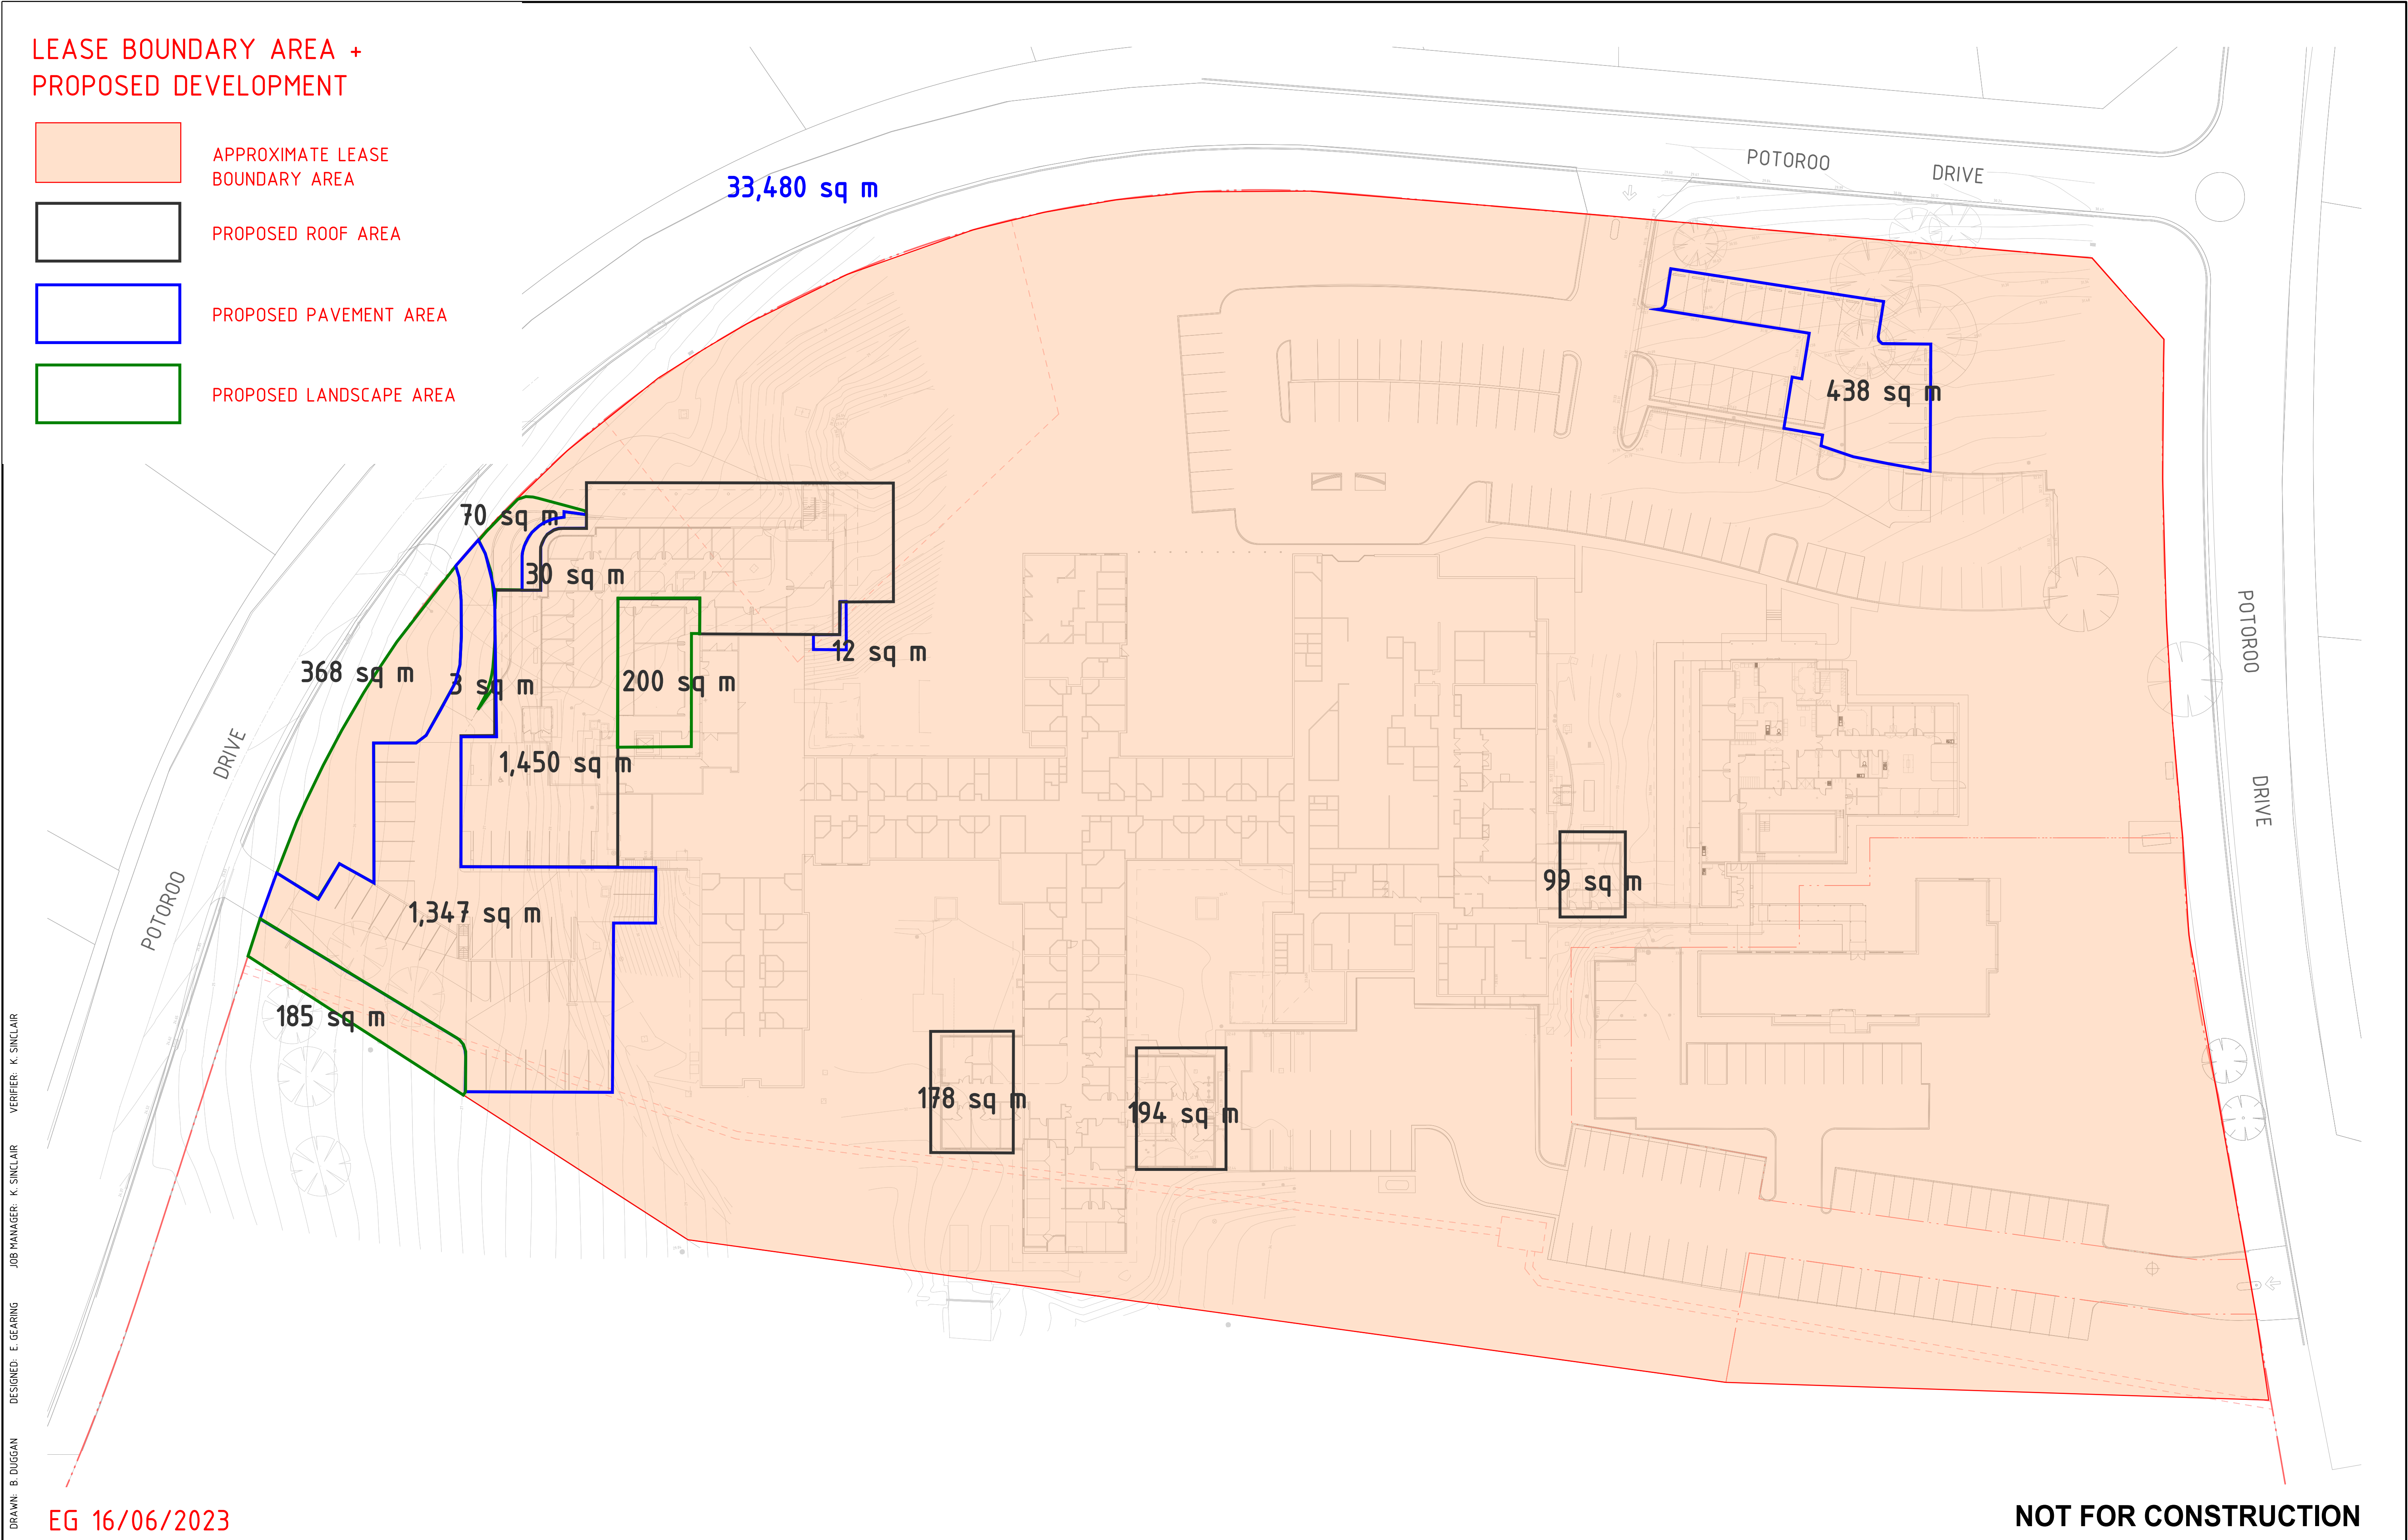 LEASE BOUNDARY AREA +
PROPOSED DEVELOPMENT
APPROXIMATE LEASE
BOUNDARY AREA
PROPOSED ROOF AREA
PROPOSED PAVEMENT AREA
PROPOSED LANDSCAPE AREA
33,480 sq m
POTOROO DRIVE
438 sq m
70 sq m
30 sq m
12 sq m
368 sq m
3 sq m
200 sq m
POTOROO DRIVE
1,450 sq m
POTOROO DRIVE
99 sq m
1,347 sq m
185 sq m
178 sq m
194 sq m
DRAWN: B. DUGGAN
DESIGNED: E. GEARING
JOB MANAGER: K. SINCLAIR
VERIFIER: K. SINCLAIR
EG 16/06/2023
NOT FOR CONSTRUCTION